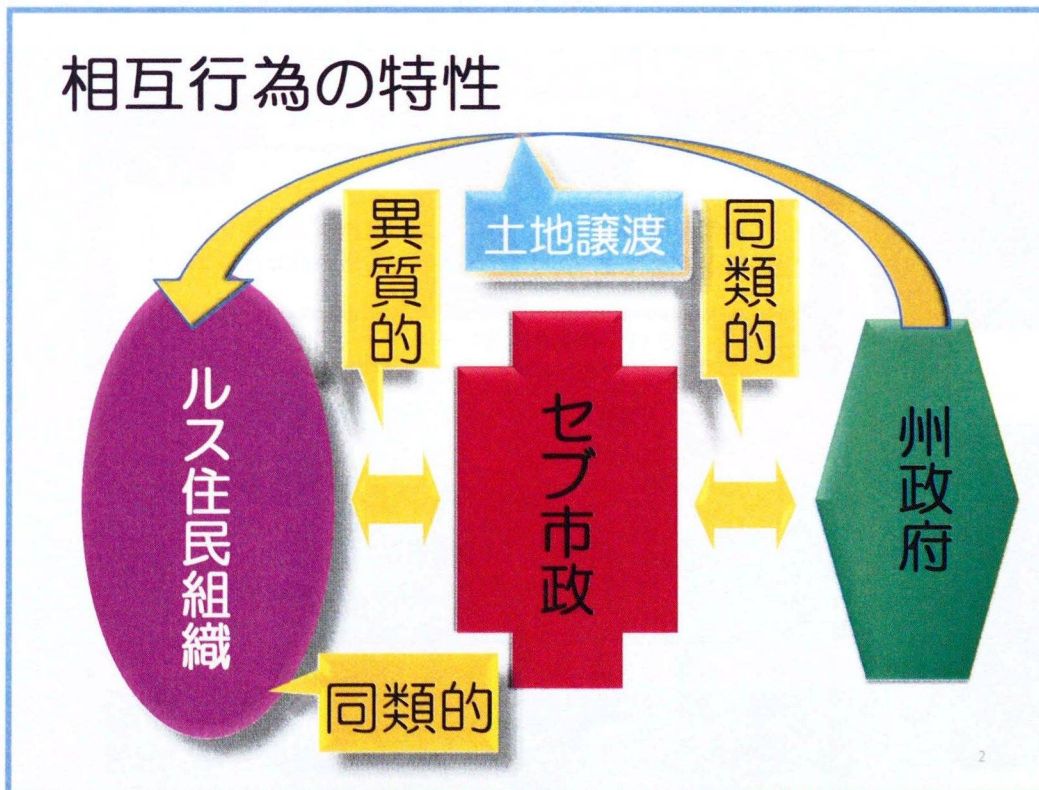 相互行為の特性
異質的
土地譲渡
同類的
ルス住民組織
セブ市政
州政府
同類的
2